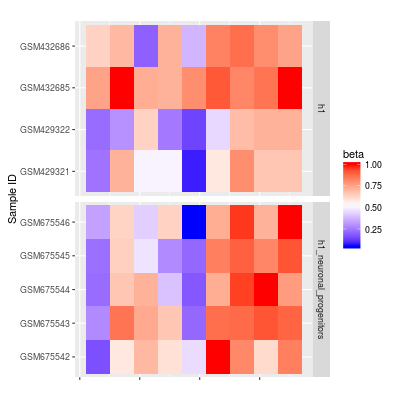 GSM432686
GSM432685
GSM429322
GSM429321
h1
GSM675546
GSM675545
GSM675544
GSM675543
GSM675542
h1_neuronal_progenitors
Sample ID
beta
1.00
0.75
0.50
0.25